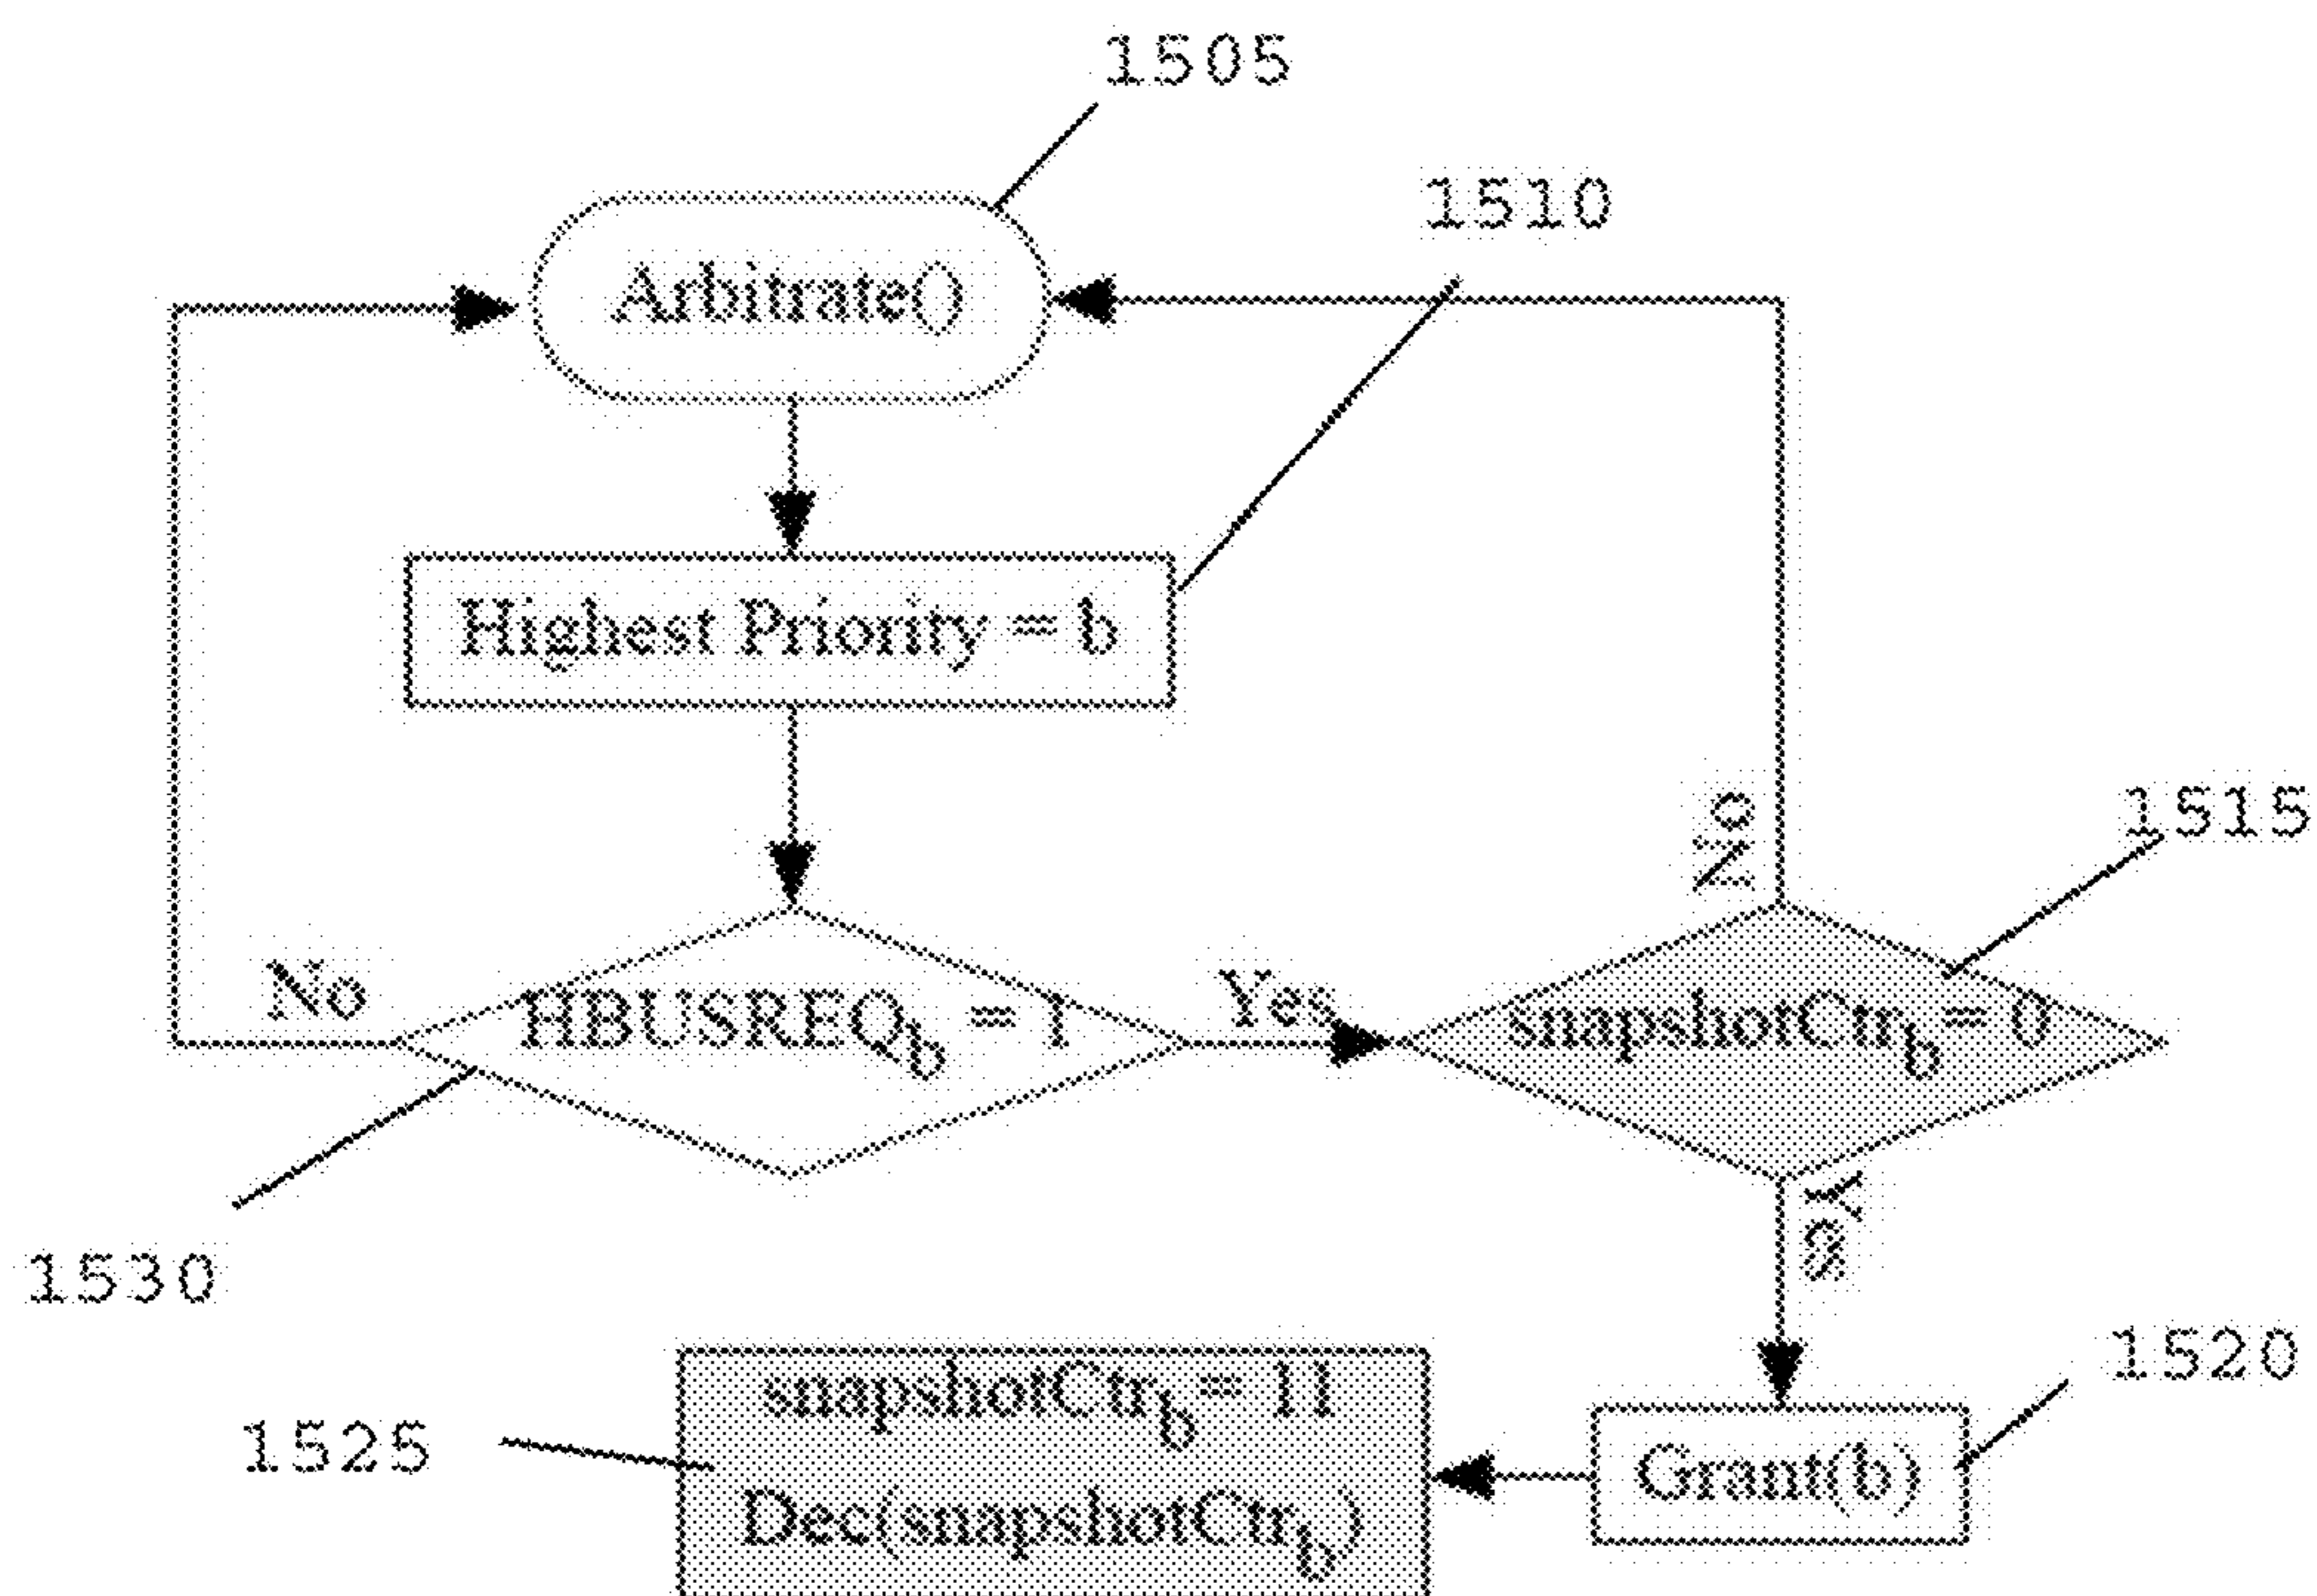 1505
1510
Arbitrate()
Highest Priority = b
1515
No
No
HBUSREQb = 1
Yes
snapshotCtrb = 0
Yes
1530
1520
snapshotCtrb = 11
1525
Grant(b)
Dec(snapshotCtrb)